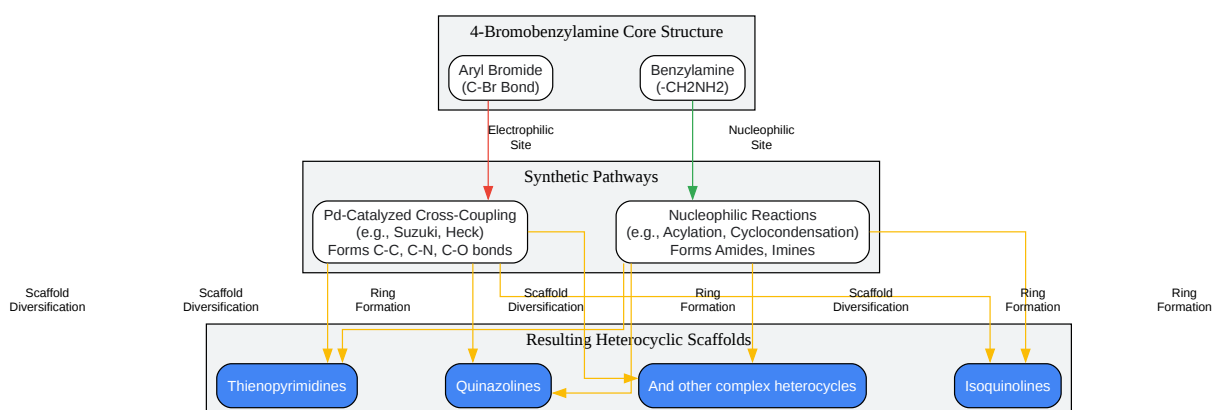 4-Bromobenzylamine Core Structure
Aryl Bromide
(C-Br Bond)
Benzylamine
(-CH2NH2)
Electrophilic
Site
Nucleophilic
Site
Synthetic Pathways
Pd-Catalyzed Cross-Coupling
(e.g., Suzuki, Heck)
Forms C-C, C-N, C-O bonds
Nucleophilic Reactions
(e.g., Acylation, Cyclocondensation)
Forms Amides, Imines
Scaffold
Diversification
Scaffold
Diversification
Ring
Formation
Scaffold
Diversification
Ring
Formation
Scaffold
Diversification
Ring
Formation
Ring
Formation
Resulting Heterocyclic Scaffolds
Thienopyrimidines
Quinazolines
And other complex heterocycles
Isoquinolines